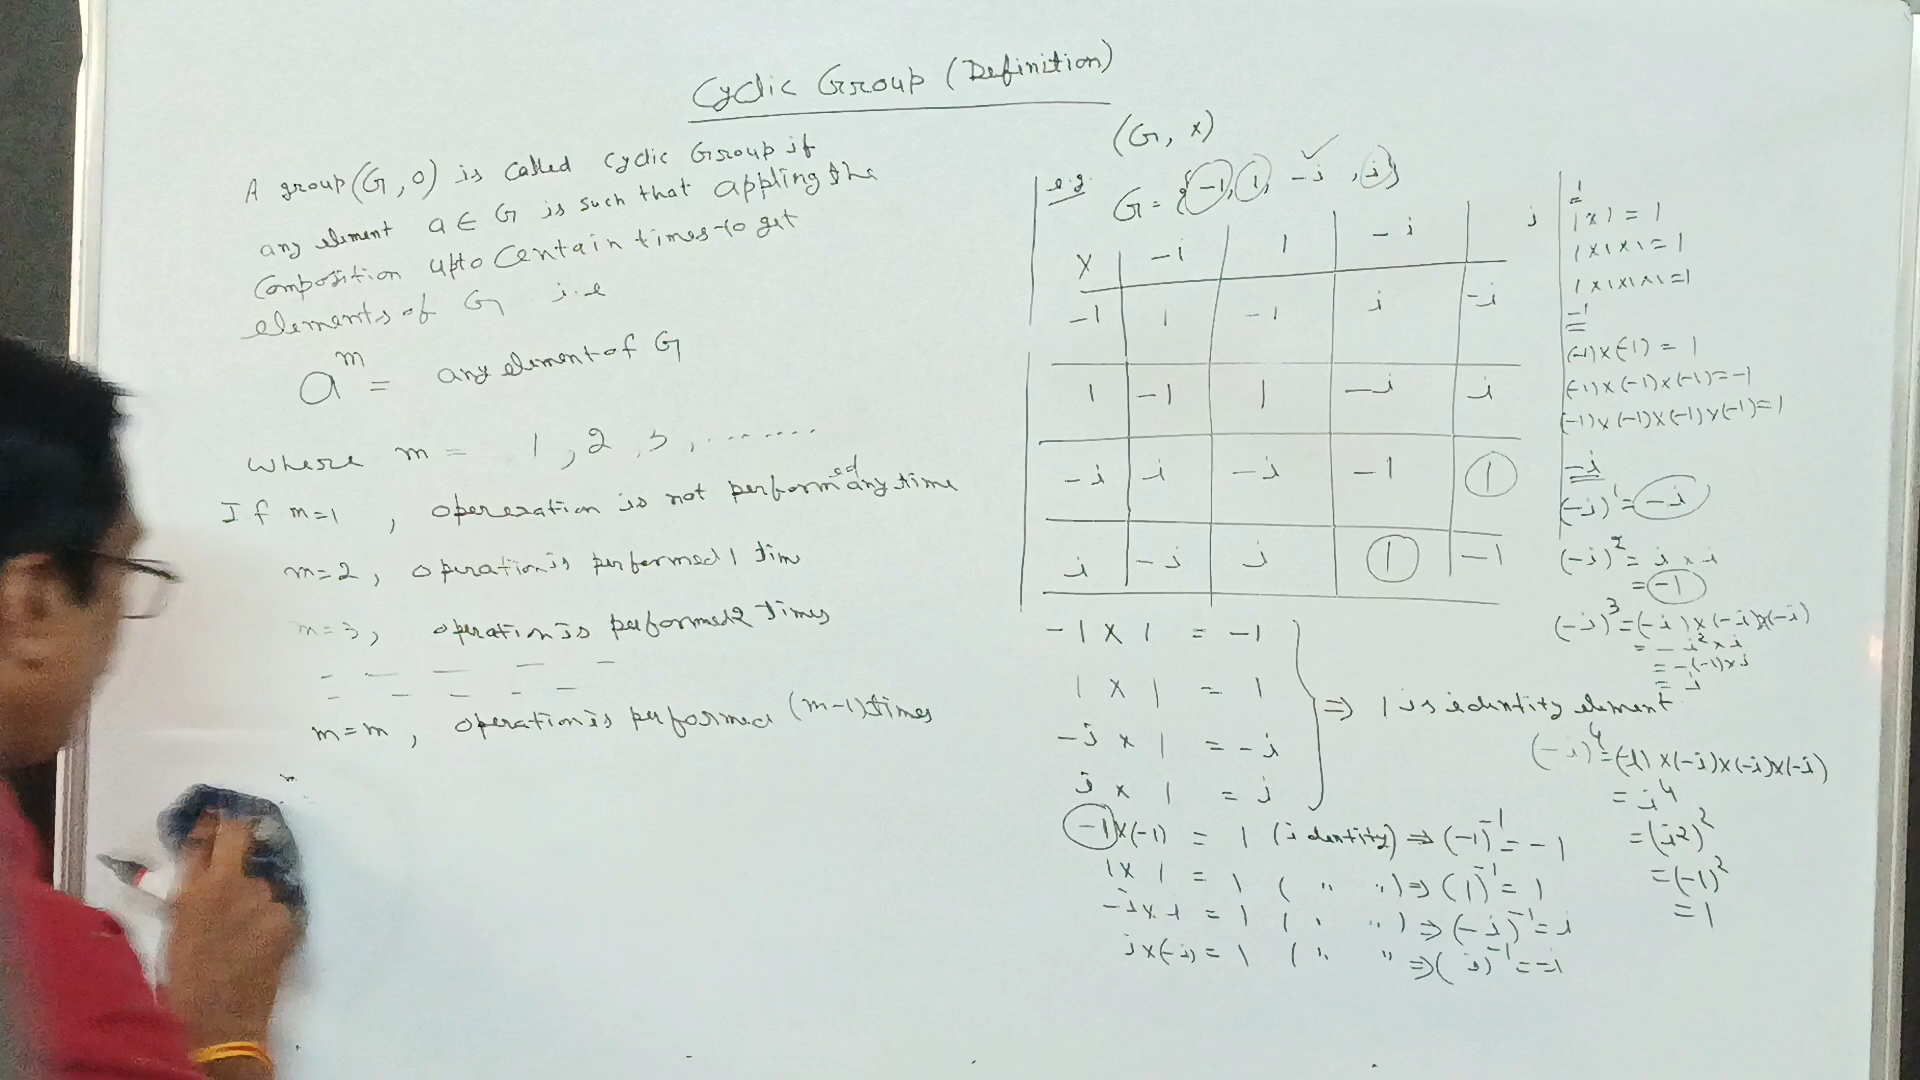 Cyclic Group (Definition)
A group (G, o) is called cyclic Group if
any element a ∈ G is such that appling the
composition upto Centain times to get
elements of G i.e
a^m = any element of G
where m = 1, 2, 3, .......
If m=1 , opereration is not performed any time
m=2 , operation is performed 1 time
m=3, operation is performed 2 times
m=m , operation is performed (m-1) times
(G, x)
e.g. G = {-1, 1, -i, i}
x | -i | 1 | -i | i
-1 | 1 | -1 | i | -i
1 | -1 | 1 | -i | i
-i | i | -i | -1 | 1
i | -i | i | 1 | -1
-1 x 1 = -1
1 x 1 = 1
-i x 1 = -i
i x 1 = i
⇒ 1 is identity element
-1 x (-1) = 1 (identity) ⇒ (-1)^-1 = -1
1 x 1 = 1 ( " " ) ⇒ (1)^-1 = 1
-i x i = 1 ( " " ) ⇒ (-i)^-1 = i
i x (-i) = 1 ( " " ⇒ (i)^-1 = -i
1
1 x 1 = 1
1 x 1 x 1 = 1
1 x 1 x 1 x 1 = 1
-1
(-1) x (-1) = 1
(-1) x (-1) x (-1) = -1
(-1) x (-1) x (-1) x (-1) = 1
-i
(-i)^1 = -i
(-i)^2 = i x i
= -1
(-i)^3 = (-i) x (-i) x (-i)
= - i^2 x i
= -(-1) x i
= i
(-i)^4 = (-i) x (-i) x (-i) x (-i)
= i^4
= (i^2)^2
= (-1)^2
= 1